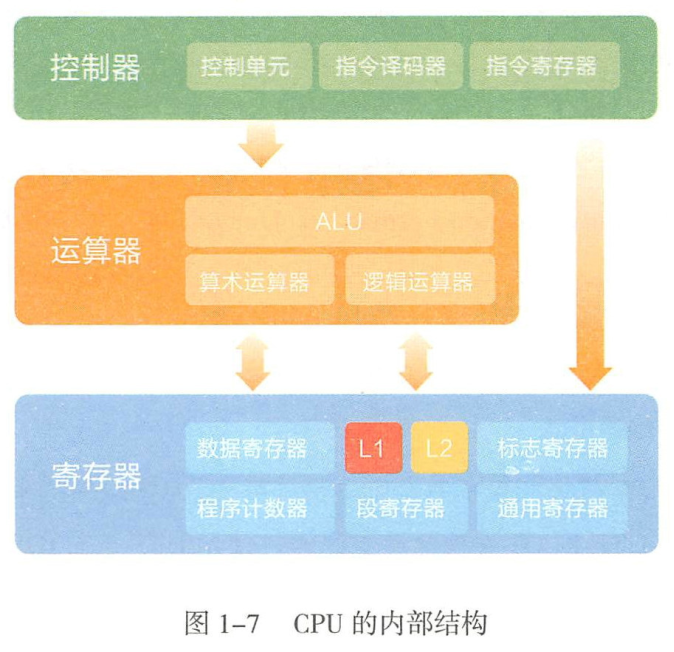 控制器 控制单元 指令译码器 指令寄存器
ALU
运算器
算术运算器 逻辑运算器
数据寄存器 L1 L2 标志寄存器
寄存器
程序计数器 段寄存器 通用寄存器
图 1-7 CPU 的内部结构